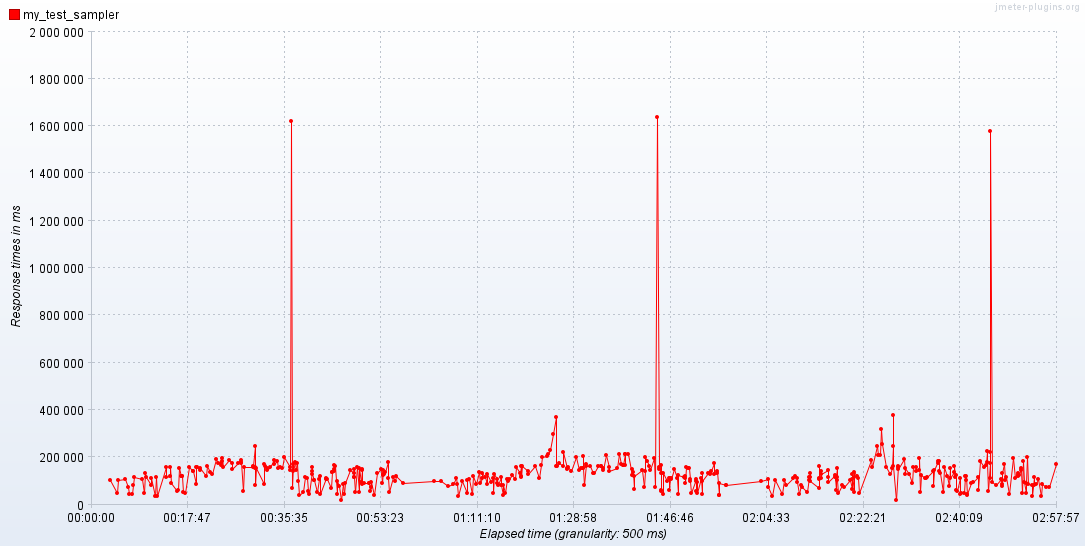 my_test_sampler
jmeter-plugins.org
2 000 000
1 800 000
1 600 000
1 400 000
1 200 000
1 000 000
800 000
600 000
400 000
200 000
0
Response times in ms
00:00:00 00:17:47 00:35:35 00:53:23 01:11:10 01:28:58 01:46:46 02:04:33 02:22:21 02:40:09 02:57:57
Elapsed time (granularity: 500 ms)